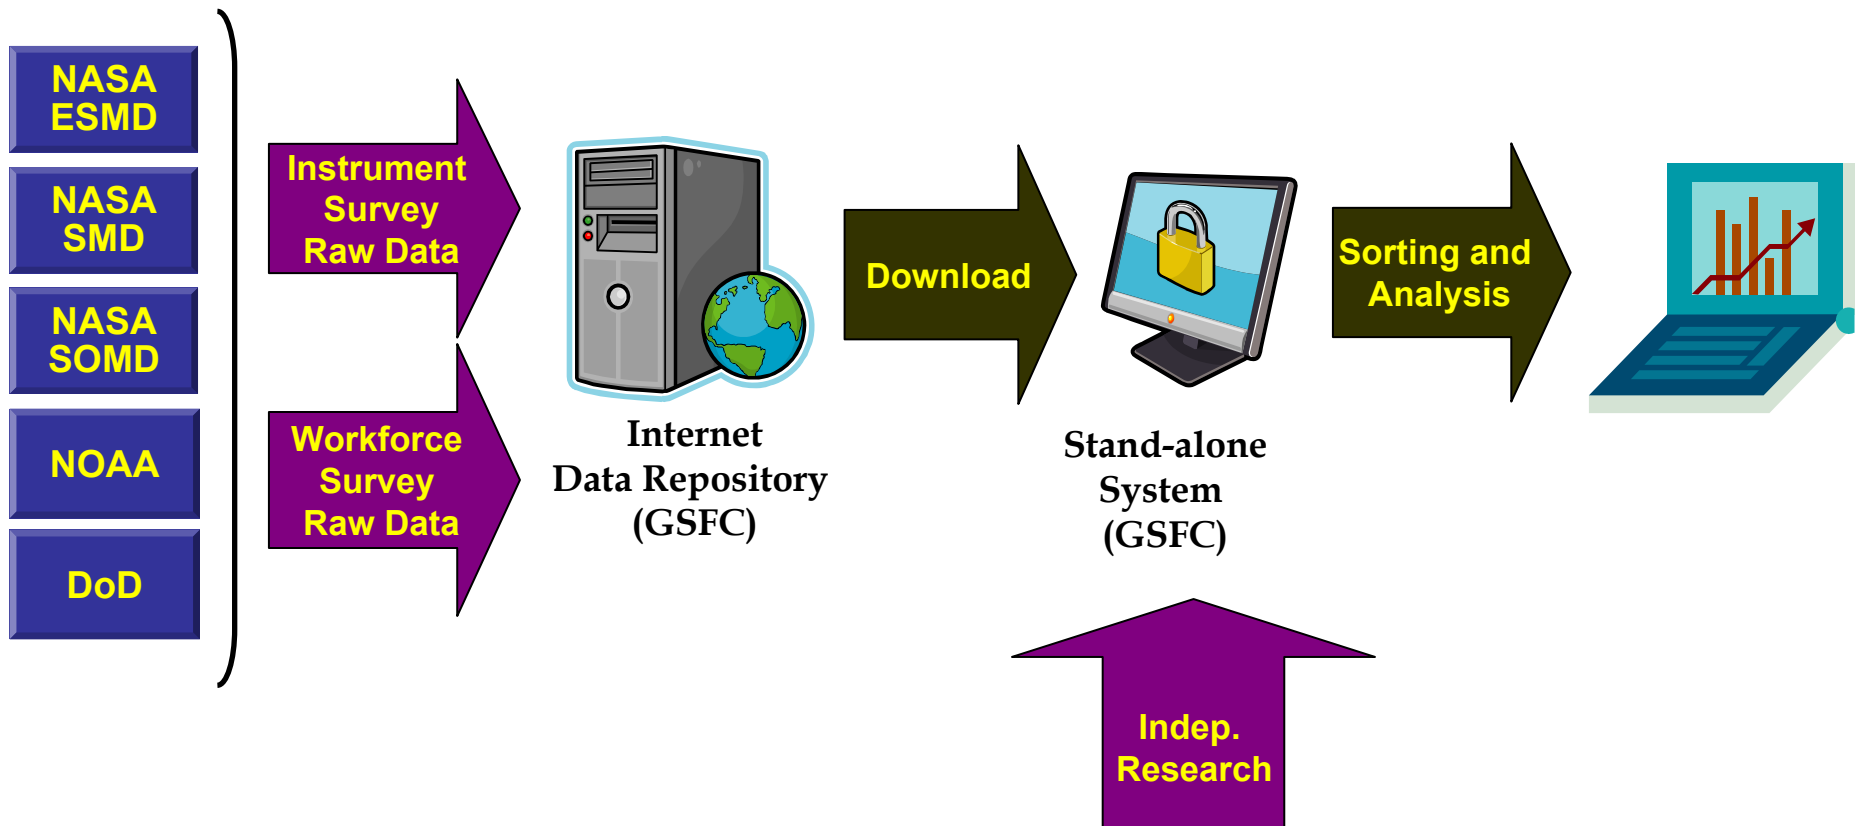 NASA
ESMD
NASA
SMD
NASA
SOMD
NOAA
DoD
Instrument
Survey
Raw Data
Workforce
Survey
Raw Data
Internet
Data Repository
(GSFC)
Download
Stand-alone
System
(GSFC)
Indep.
Research
Sorting and
Analysis